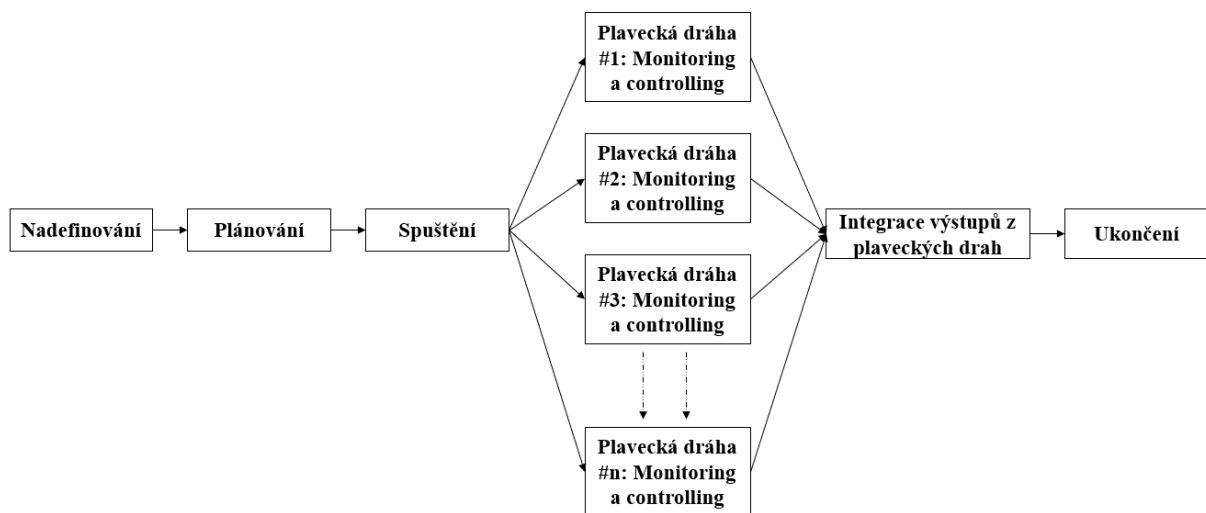 Nadefinování
Plánování
Spuštění
Plavecká dráha
#1: Monitoring
a controlling
Plavecká dráha
#2: Monitoring
a controlling
Plavecká dráha
#3: Monitoring
a controlling
Plavecká dráha
#n: Monitoring
a controlling
Integrace výstupů z
plaveckých drah
Ukončení